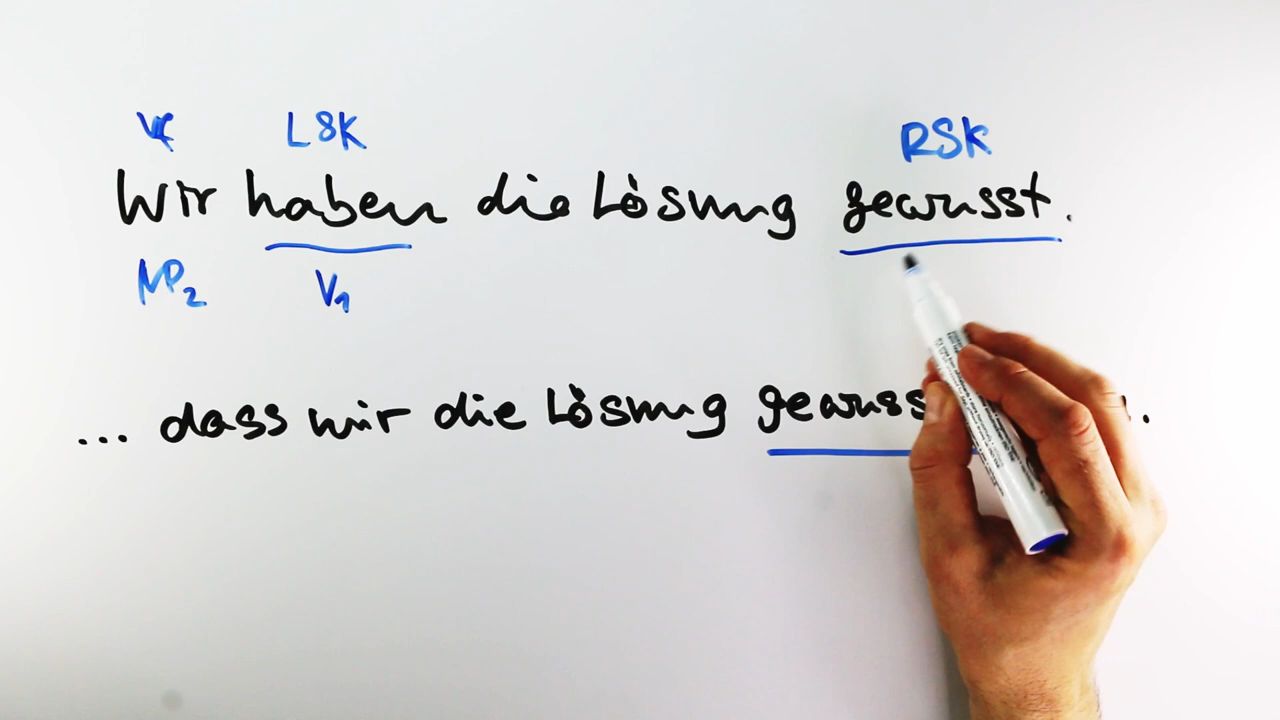 VF LSK RSK
Wir haben die Lösung gewusst.
NP2 V1
... dass wir die Lösung .